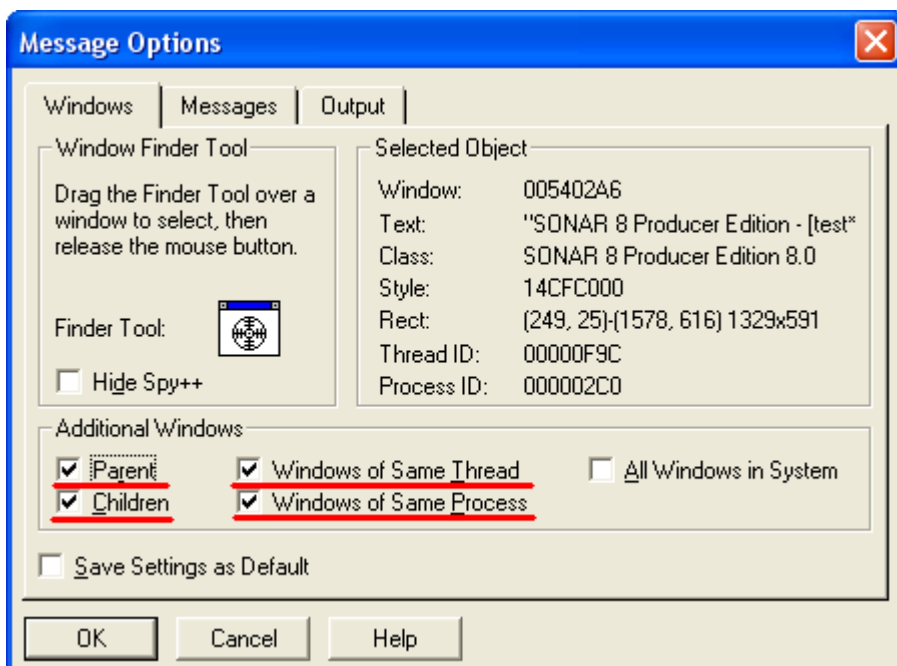 Message Options
Windows Messages Output
Window Finder Tool
Drag the Finder Tool over a
window to select, then
release the mouse button.
Finder Tool:
Hide Spy++
Selected Object
Window: 005402A6
Text: "SONAR 8 Producer Edition - [test*
Class: SONAR 8 Producer Edition 8.0
Style: 14CFC000
Rect: (249, 25)-(1578, 616) 1329x591
Thread ID: 00000F9C
Process ID: 000002C0
Additional Windows
Parent Windows of Same Thread All Windows in System
Children Windows of Same Process
Save Settings as Default
OK Cancel Help